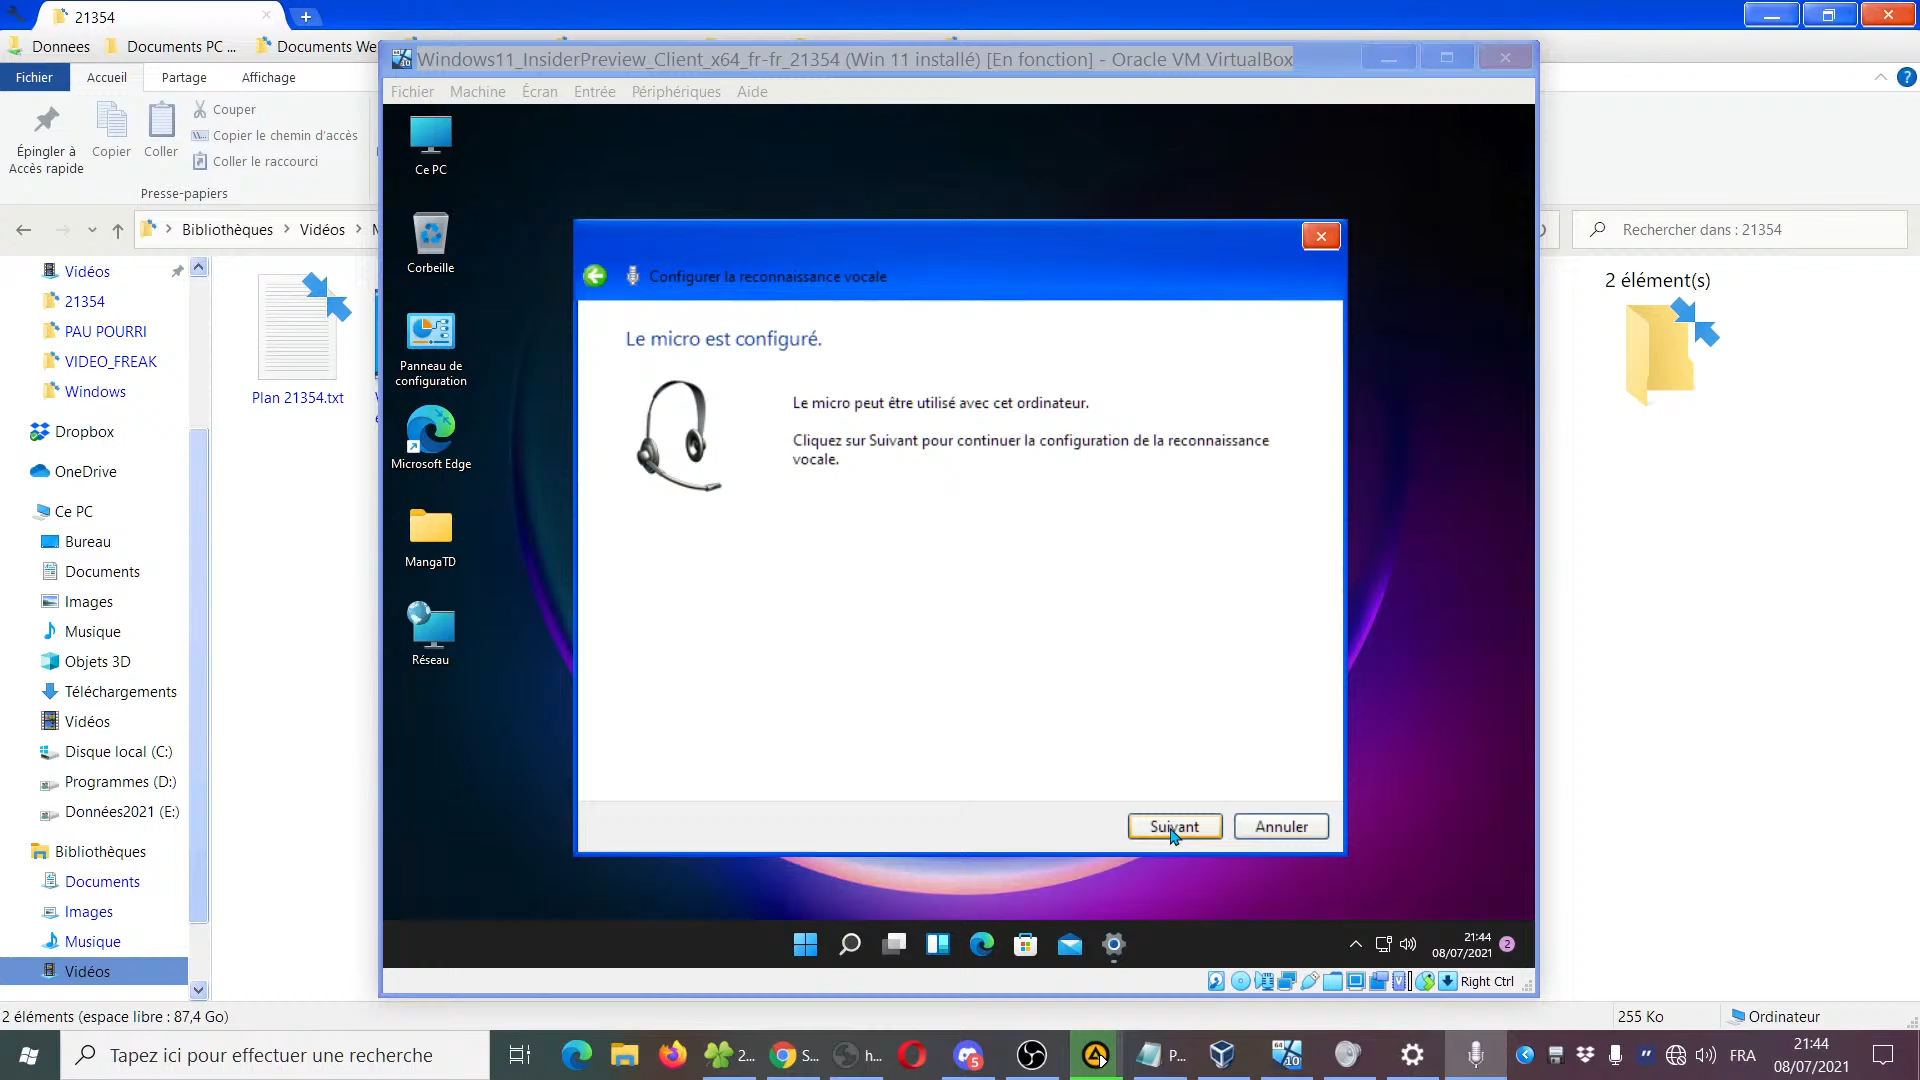 21354
Donnees
Documents PC ...
Documents We
Windows11_InsiderPreview_Client_x64_fr-fr_21354 (Win 11 installé) [En fonction] - Oracle VM VirtualBox
Fichier
Accueil
Partage
Affichage
Fichier
Machine
Écran
Entrée
Périphériques
Aide
Épingler à
Accès rapide
Copier
Coller
Couper
Copier le chemin d'accès
Coller le raccourci
Presse-papiers
Bibliothèques
Vidéos
Rechercher dans : 21354
Vidéos
21354
PAU POURRI
VIDEO_FREAK
Windows
Dropbox
OneDrive
Ce PC
Bureau
Documents
Images
Musique
Objets 3D
Téléchargements
Vidéos
Disque local (C:)
Programmes (D:)
Données2021 (E:)
Bibliothèques
Documents
Images
Musique
Vidéos
Plan 21354.txt
2 élément(s)
Ce PC
Corbeille
Panneau de
configuration
Microsoft Edge
MangaTD
Réseau
Configurer la reconnaissance vocale
Le micro est configuré.
Le micro peut être utilisé avec cet ordinateur.
Cliquez sur Suivant pour continuer la configuration de la reconnaissance
vocale.
Suivant
Annuler
21:44
08/07/2021
2
Right Ctrl
2 éléments (espace libre : 87,4 Go)
255 Ko
Ordinateur
Tapez ici pour effectuer une recherche
2...
S...
h...
5
P...
64
10
FRA
21:44
08/07/2021